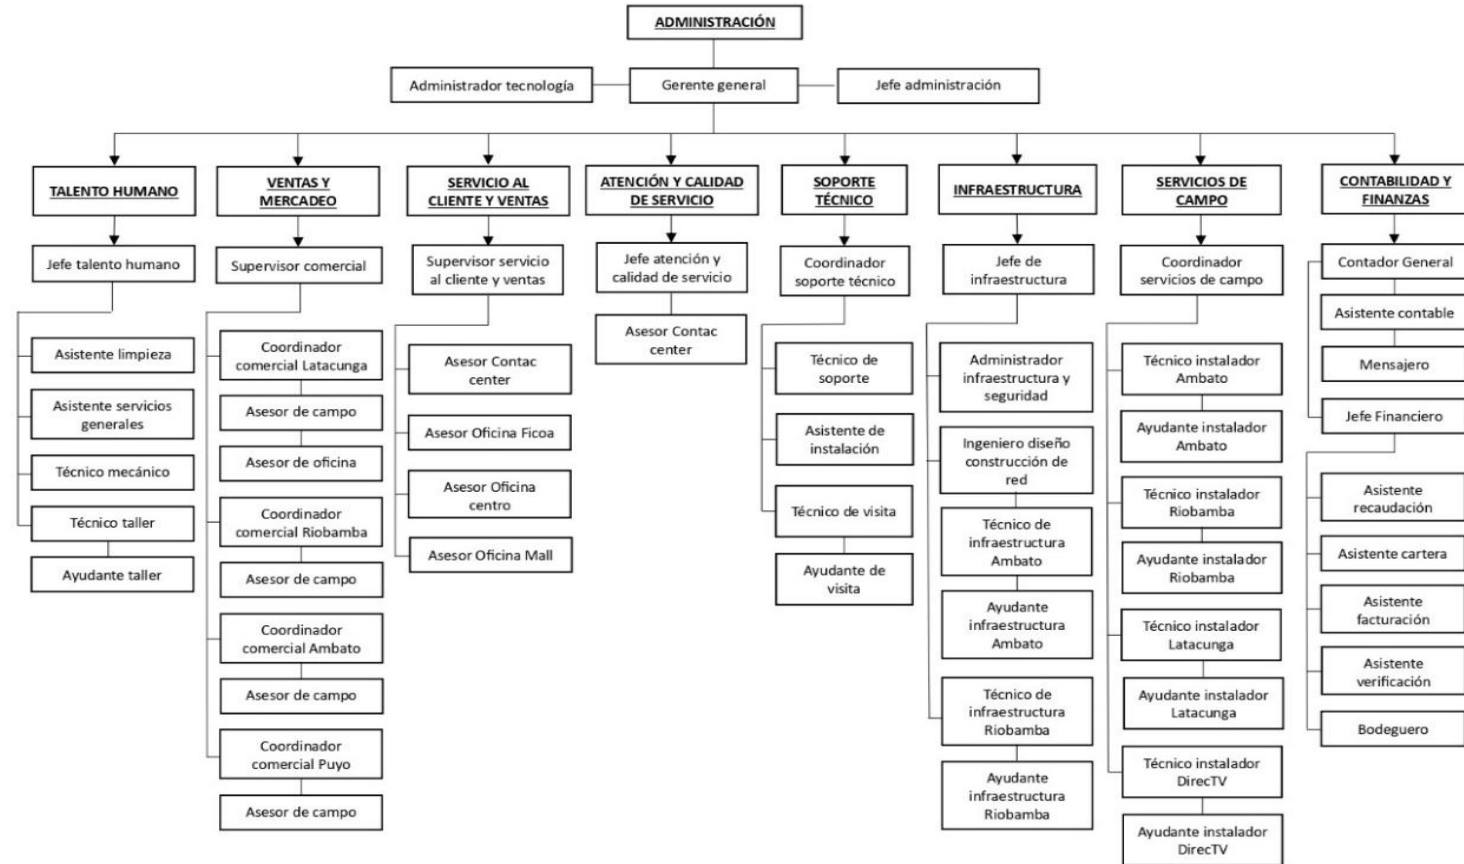 ADMINISTRACIÓN
Administrador tecnología
Gerente general
Jefe administración
TALENTO HUMANO
Jefe talento humano
Asistente limpieza
Asistente servicios
generales
Técnico mecánico
Técnico taller
Ayudante taller
VENTAS Y
MERCADEO
Supervisor comercial
Coordinador
comercial Latacunga
Asesor de campo
Asesor de oficina
Coordinador
comercial Riobamba
Asesor de campo
Coordinador
comercial Ambato
Asesor de campo
Coordinador
comercial Puyo
Asesor de campo
SERVICIO AL
CLIENTE Y VENTAS
Supervisor servicio
al cliente y ventas
Asesor Contac
center
Asesor Oficina Ficoa
Asesor Oficina
centro
Asesor Oficina Mall
ATENCIÓN Y CALIDAD
DE SERVICIO
Jefe atención y
calidad de servicio
Asesor Contac
center
SOPORTE
TÉCNICO
Coordinador
soporte técnico
Técnico de
soporte
Asistente de
instalación
Técnico de visita
Ayudante de
visita
INFRAESTRUCTURA
Jefe de
infraestructura
Administrador
infraestructura y
seguridad
Ingeniero diseño
construcción de
red
Técnico de
infraestructura
Ambato
Ayudante
infraestructura
Ambato
Técnico de
infraestructura
Riobamba
Ayudante
infraestructura
Riobamba
SERVICIOS DE
CAMPO
Coordinador
servicios de campo
Técnico instalador
Ambato
Ayudante instalador
Ambato
Técnico instalador
Riobamba
Ayudante instalador
Riobamba
Técnico instalador
Latacunga
Ayudante instalador
Latacunga
Técnico instalador
DirecTV
Ayudante instalador
DirecTV
CONTABILIDAD Y
FINANZAS
Contador General
Asistente contable
Mensajero
Jefe Financiero
Asistente
recaudación
Asistente cartera
Asistente
facturación
Asistente
verificación
Bodeguero